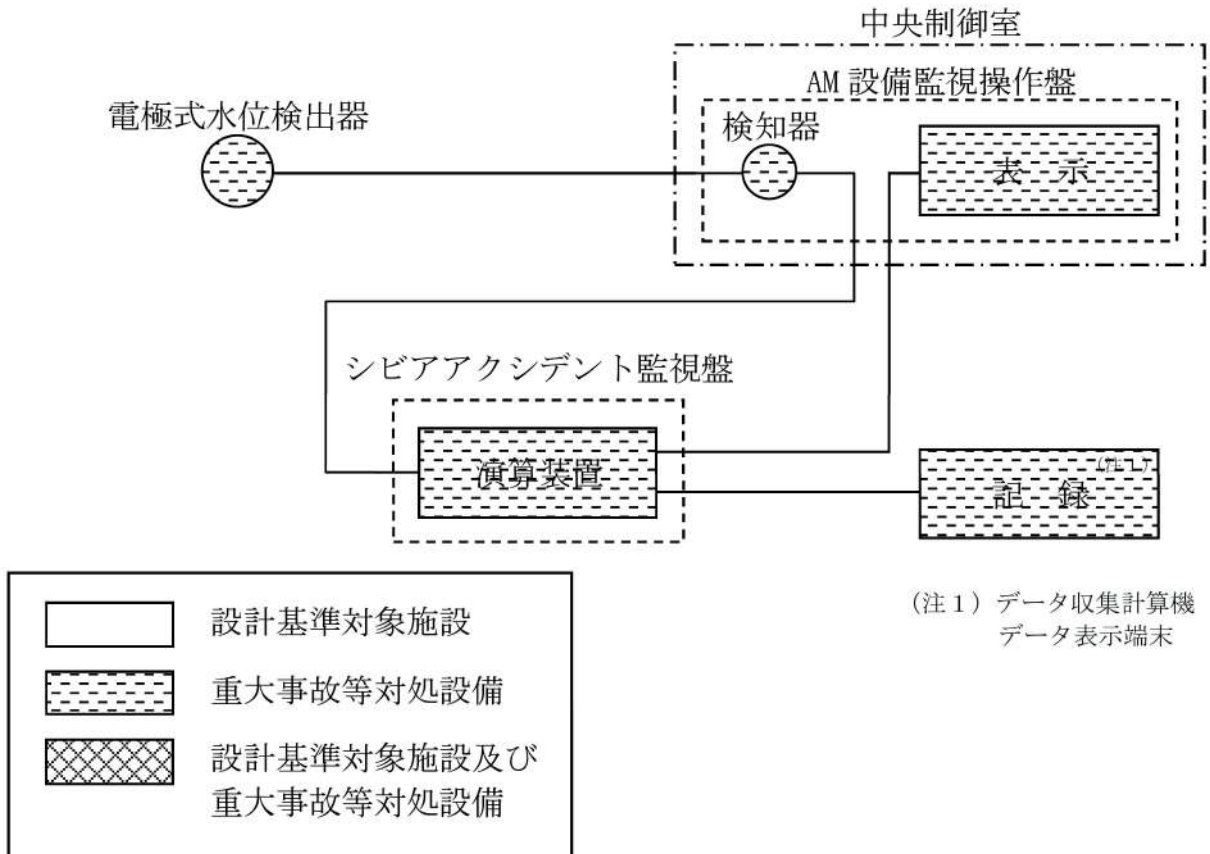 中央制御室
AM 設備監視操作盤
電極式水位検出器
検知器
表 示
シビアアクシデント監視盤
演算装置
(注1)
記 録
(注1) データ収集計算機
データ表示端末
設計基準対象施設
重大事故等対処設備
設計基準対象施設及び
重大事故等対処設備